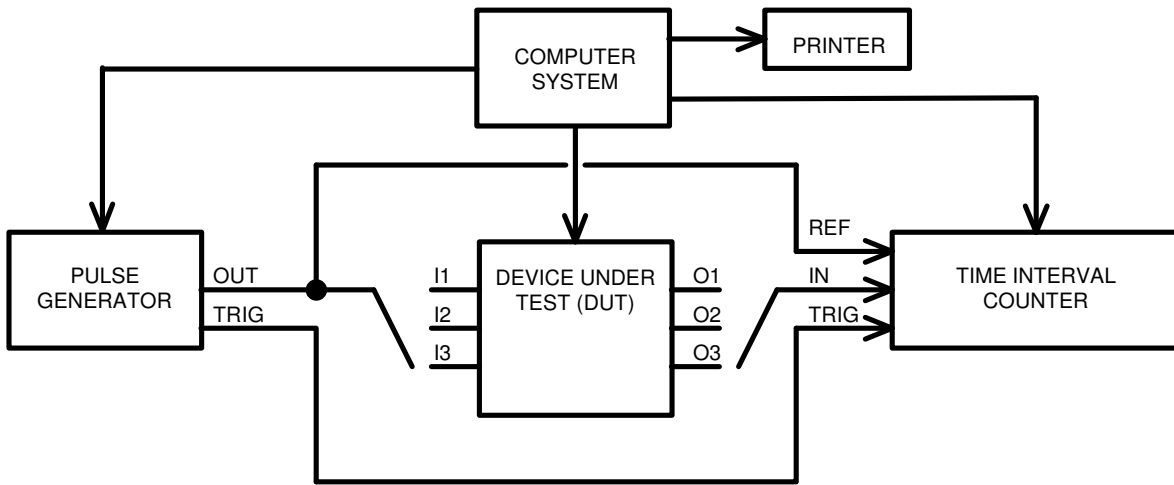 COMPUTER
SYSTEM
PRINTER
PULSE
GENERATOR
OUT
TRIG
I1
I2
I3
DEVICE UNDER
TEST (DUT)
O1
O2
O3
REF
IN
TRIG
TIME INTERVAL
COUNTER